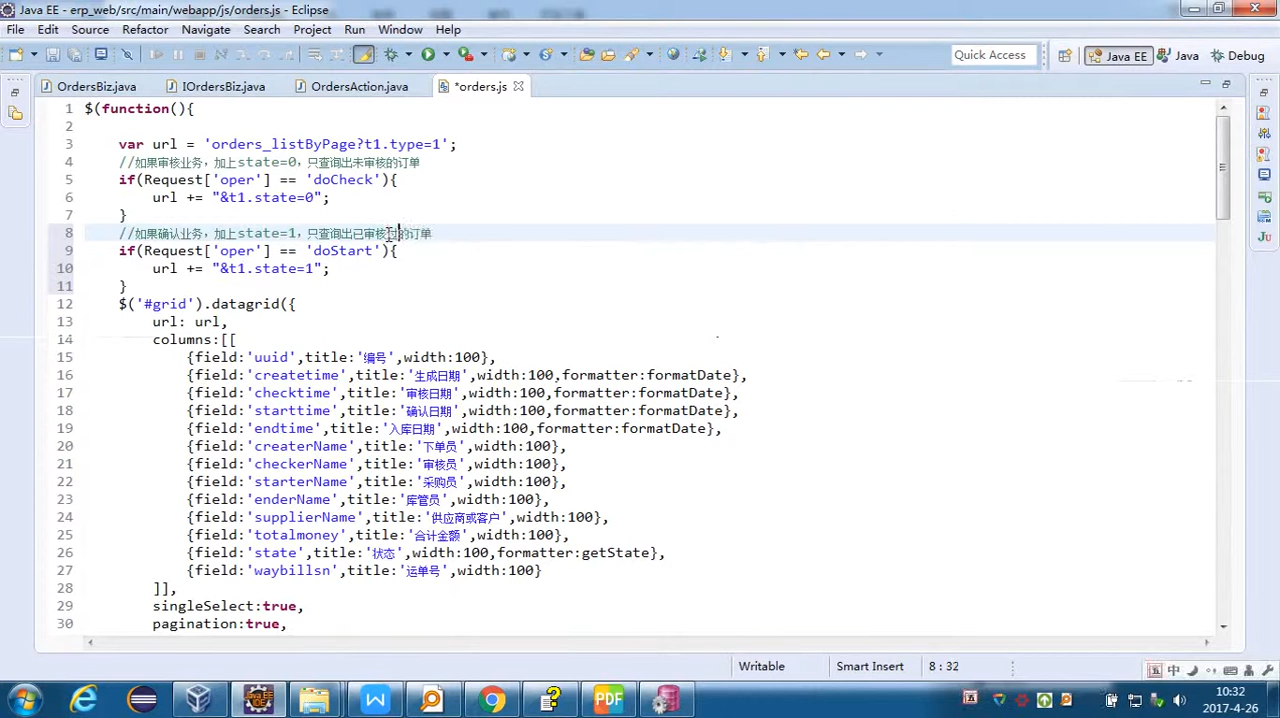 Java EE - erp_web/src/main/webapp/js/orders.js - Eclipse
File Edit Source Refactor Navigate Search Project Run Window Help
Quick Access Java EE Java Debug
OrdersBiz.java IOrdersBiz.java OrdersAction.java *orders.js
1 $(function(){
2
3 var url = 'orders_listByPage?t1.type=1';
4 //如果审核业务，加上state=0，只查询出未审核的订单
5 if(Request['oper'] == 'doCheck'){
6 url += "&t1.state=0";
7 }
8 //如果确认业务，加上state=1，只查询出已审核过的订单
9 if(Request['oper'] == 'doStart'){
10 url += "&t1.state=1";
11 }
12 $('#grid').datagrid({
13 url: url,
14 columns:[[
15 {field:'uuid',title:'编号',width:100},
16 {field:'createtime',title:'生成日期',width:100,formatter:formatDate},
17 {field:'checktime',title:'审核日期',width:100,formatter:formatDate},
18 {field:'starttime',title:'确认日期',width:100,formatter:formatDate},
19 {field:'endtime',title:'入库日期',width:100,formatter:formatDate},
20 {field:'createrName',title:'下单员',width:100},
21 {field:'checkerName',title:'审核员',width:100},
22 {field:'starterName',title:'采购员',width:100},
23 {field:'enderName',title:'库管员',width:100},
24 {field:'supplierName',title:'供应商或客户',width:100},
25 {field:'totalmoney',title:'合计金额',width:100},
26 {field:'state',title:'状态',width:100,formatter:getState},
27 {field:'waybillsn',title:'运单号',width:100}
28 ]],
29 singleSelect:true,
30 pagination:true,
Writable Smart Insert 8 : 32
中
10:32
2017-4-26